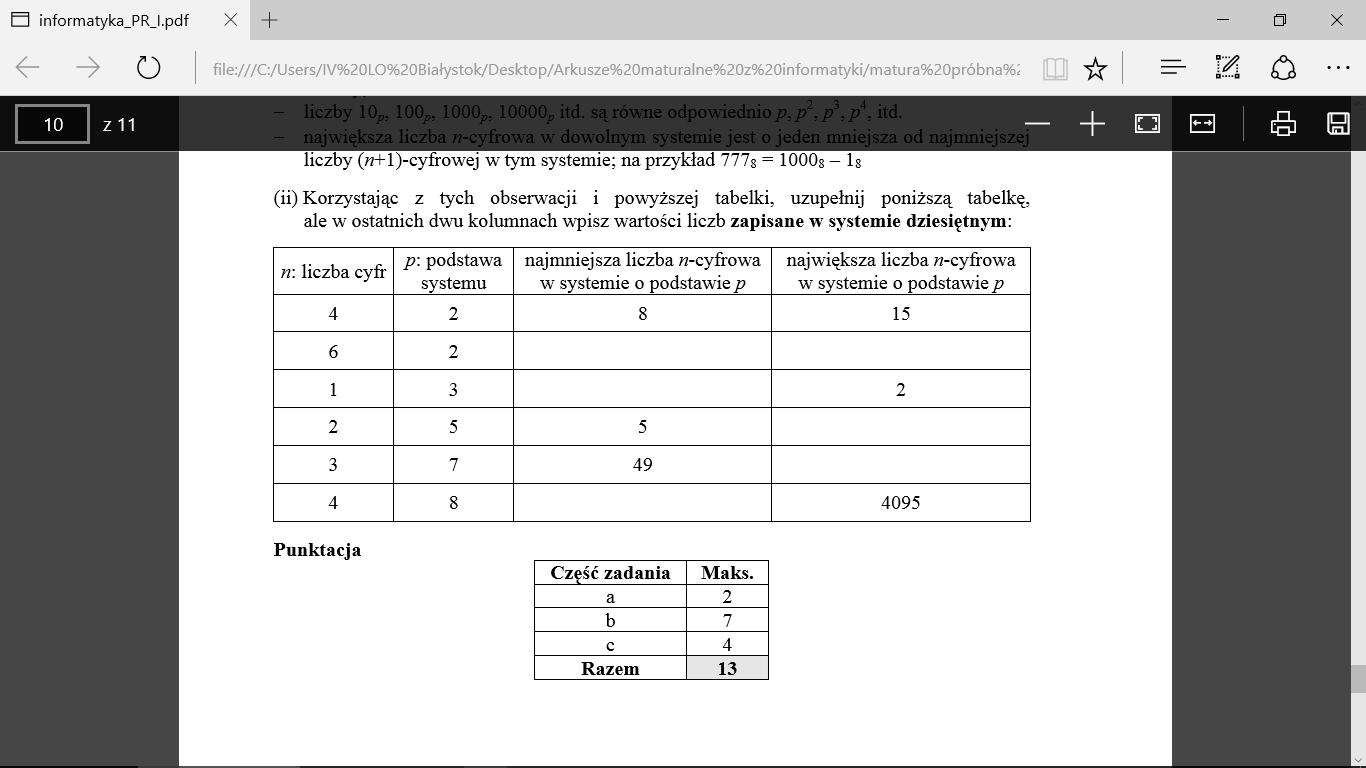 informatyka_PR_I.pdf
file:///C:/Users/IV%20LO%20Białystok/Desktop/Arkusze%20maturalne%20z%20informatyki/matura%20próbna%
10 z 11
– liczby 10p, 100p, 1000p, 10000p itd. są równe odpowiednio p, p², p³, p⁴, itd.
– największa liczba n-cyfrowa w dowolnym systemie jest o jeden mniejsza od najmniejszej
liczby (n+1)-cyfrowej w tym systemie; na przykład 777₈ = 1000₈ – 1₈
(ii) Korzystając z tych obserwacji i powyższej tabelki, uzupełnij poniższą tabelkę,
ale w ostatnich dwu kolumnach wpisz wartości liczb zapisane w systemie dziesiętnym:
n: liczba cyfr
p: podstawa
systemu
najmniejsza liczba n-cyfrowa
w systemie o podstawie p
największa liczba n-cyfrowa
w systemie o podstawie p
4 2 8 15
6 2
1 3 2
2 5 5
3 7 49
4 8 4095
Punktacja
Część zadania Maks.
a 2
b 7
c 4
Razem 13